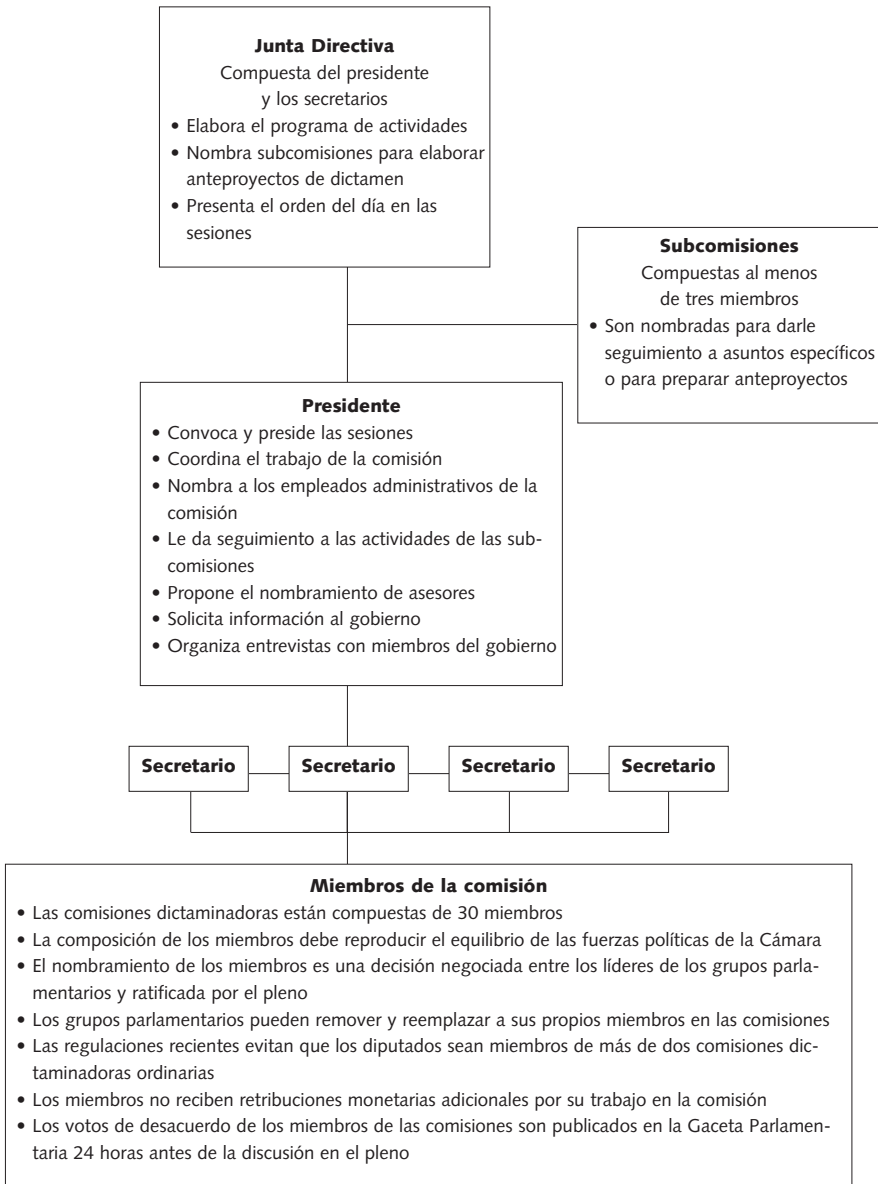 Junta Directiva
Compuesta del presidente
y los secretarios
• Elabora el programa de actividades
• Nombra subcomisiones para elaborar
anteproyectos de dictamen
• Presenta el orden del día en las
sesiones
Subcomisiones
Compuestas al menos
de tres miembros
• Son nombradas para darle
seguimiento a asuntos específicos
o para preparar anteproyectos
Presidente
• Convoca y preside las sesiones
• Coordina el trabajo de la comisión
• Nombra a los empleados administrativos de la
comisión
• Le da seguimiento a las actividades de las sub-
comisiones
• Propone el nombramiento de asesores
• Solicita información al gobierno
• Organiza entrevistas con miembros del gobierno
Secretario Secretario Secretario Secretario
Miembros de la comisión
• Las comisiones dictaminadoras están compuestas de 30 miembros
• La composición de los miembros debe reproducir el equilibrio de las fuerzas políticas de la Cámara
• El nombramiento de los miembros es una decisión negociada entre los líderes de los grupos parla-
mentarios y ratificada por el pleno
• Los grupos parlamentarios pueden remover y reemplazar a sus propios miembros en las comisiones
• Las regulaciones recientes evitan que los diputados sean miembros de más de dos comisiones dic-
taminadoras ordinarias
• Los miembros no reciben retribuciones monetarias adicionales por su trabajo en la comisión
• Los votos de desacuerdo de los miembros de las comisiones son publicados en la Gaceta Parlamen-
taria 24 horas antes de la discusión en el pleno